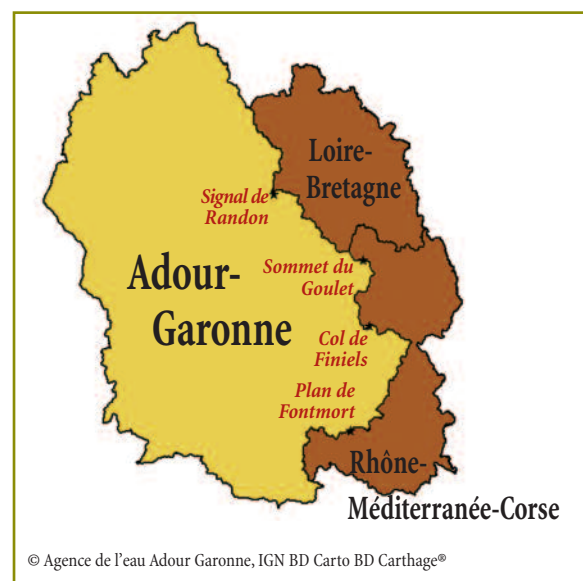 Loire-
Bretagne
Signal de
Randon
Adour-
Garonne
Sommet du
Goulet
Col de
Finiels
Plan de
Fontmort
Rhône-
Méditerranée-Corse
© Agence de l'eau Adour Garonne, IGN BD Carto BD Carthage®